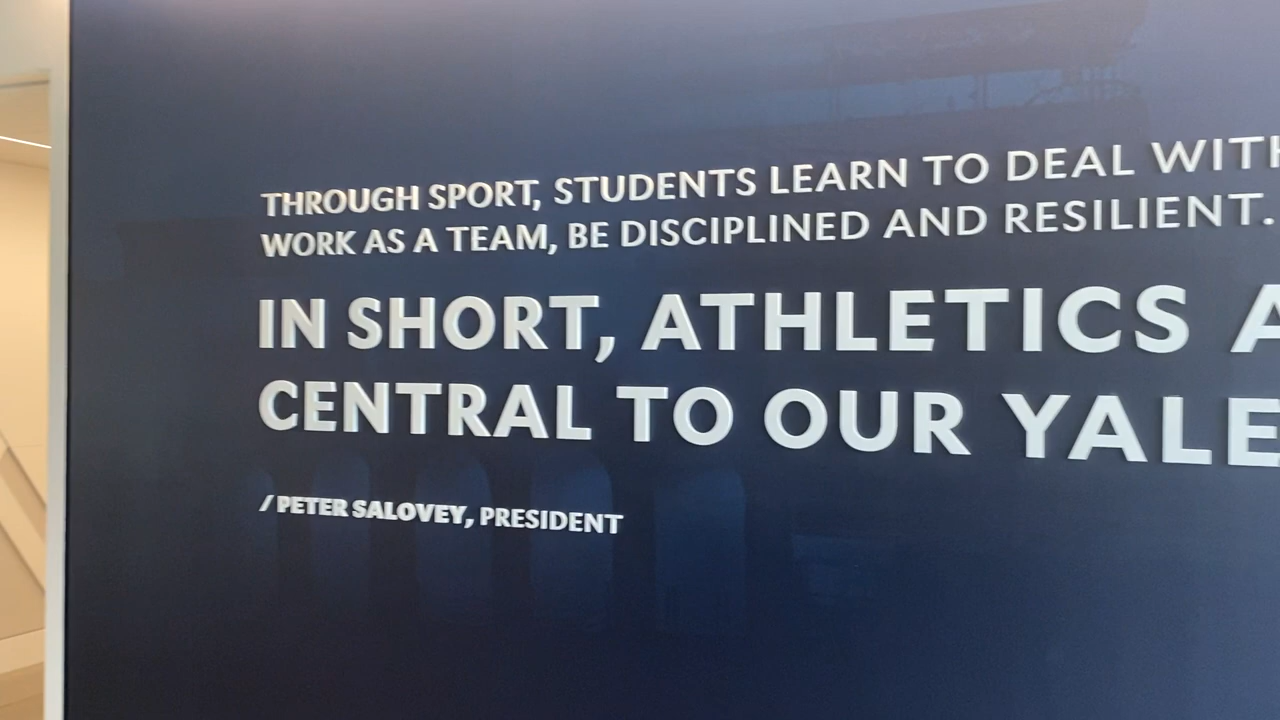 THROUGH SPORT, STUDENTS LEARN TO DEAL WITH
WORK AS A TEAM, BE DISCIPLINED AND RESILIENT.
IN SHORT, ATHLETICS A
CENTRAL TO OUR YALE
/ PETER SALOVEY, PRESIDENT